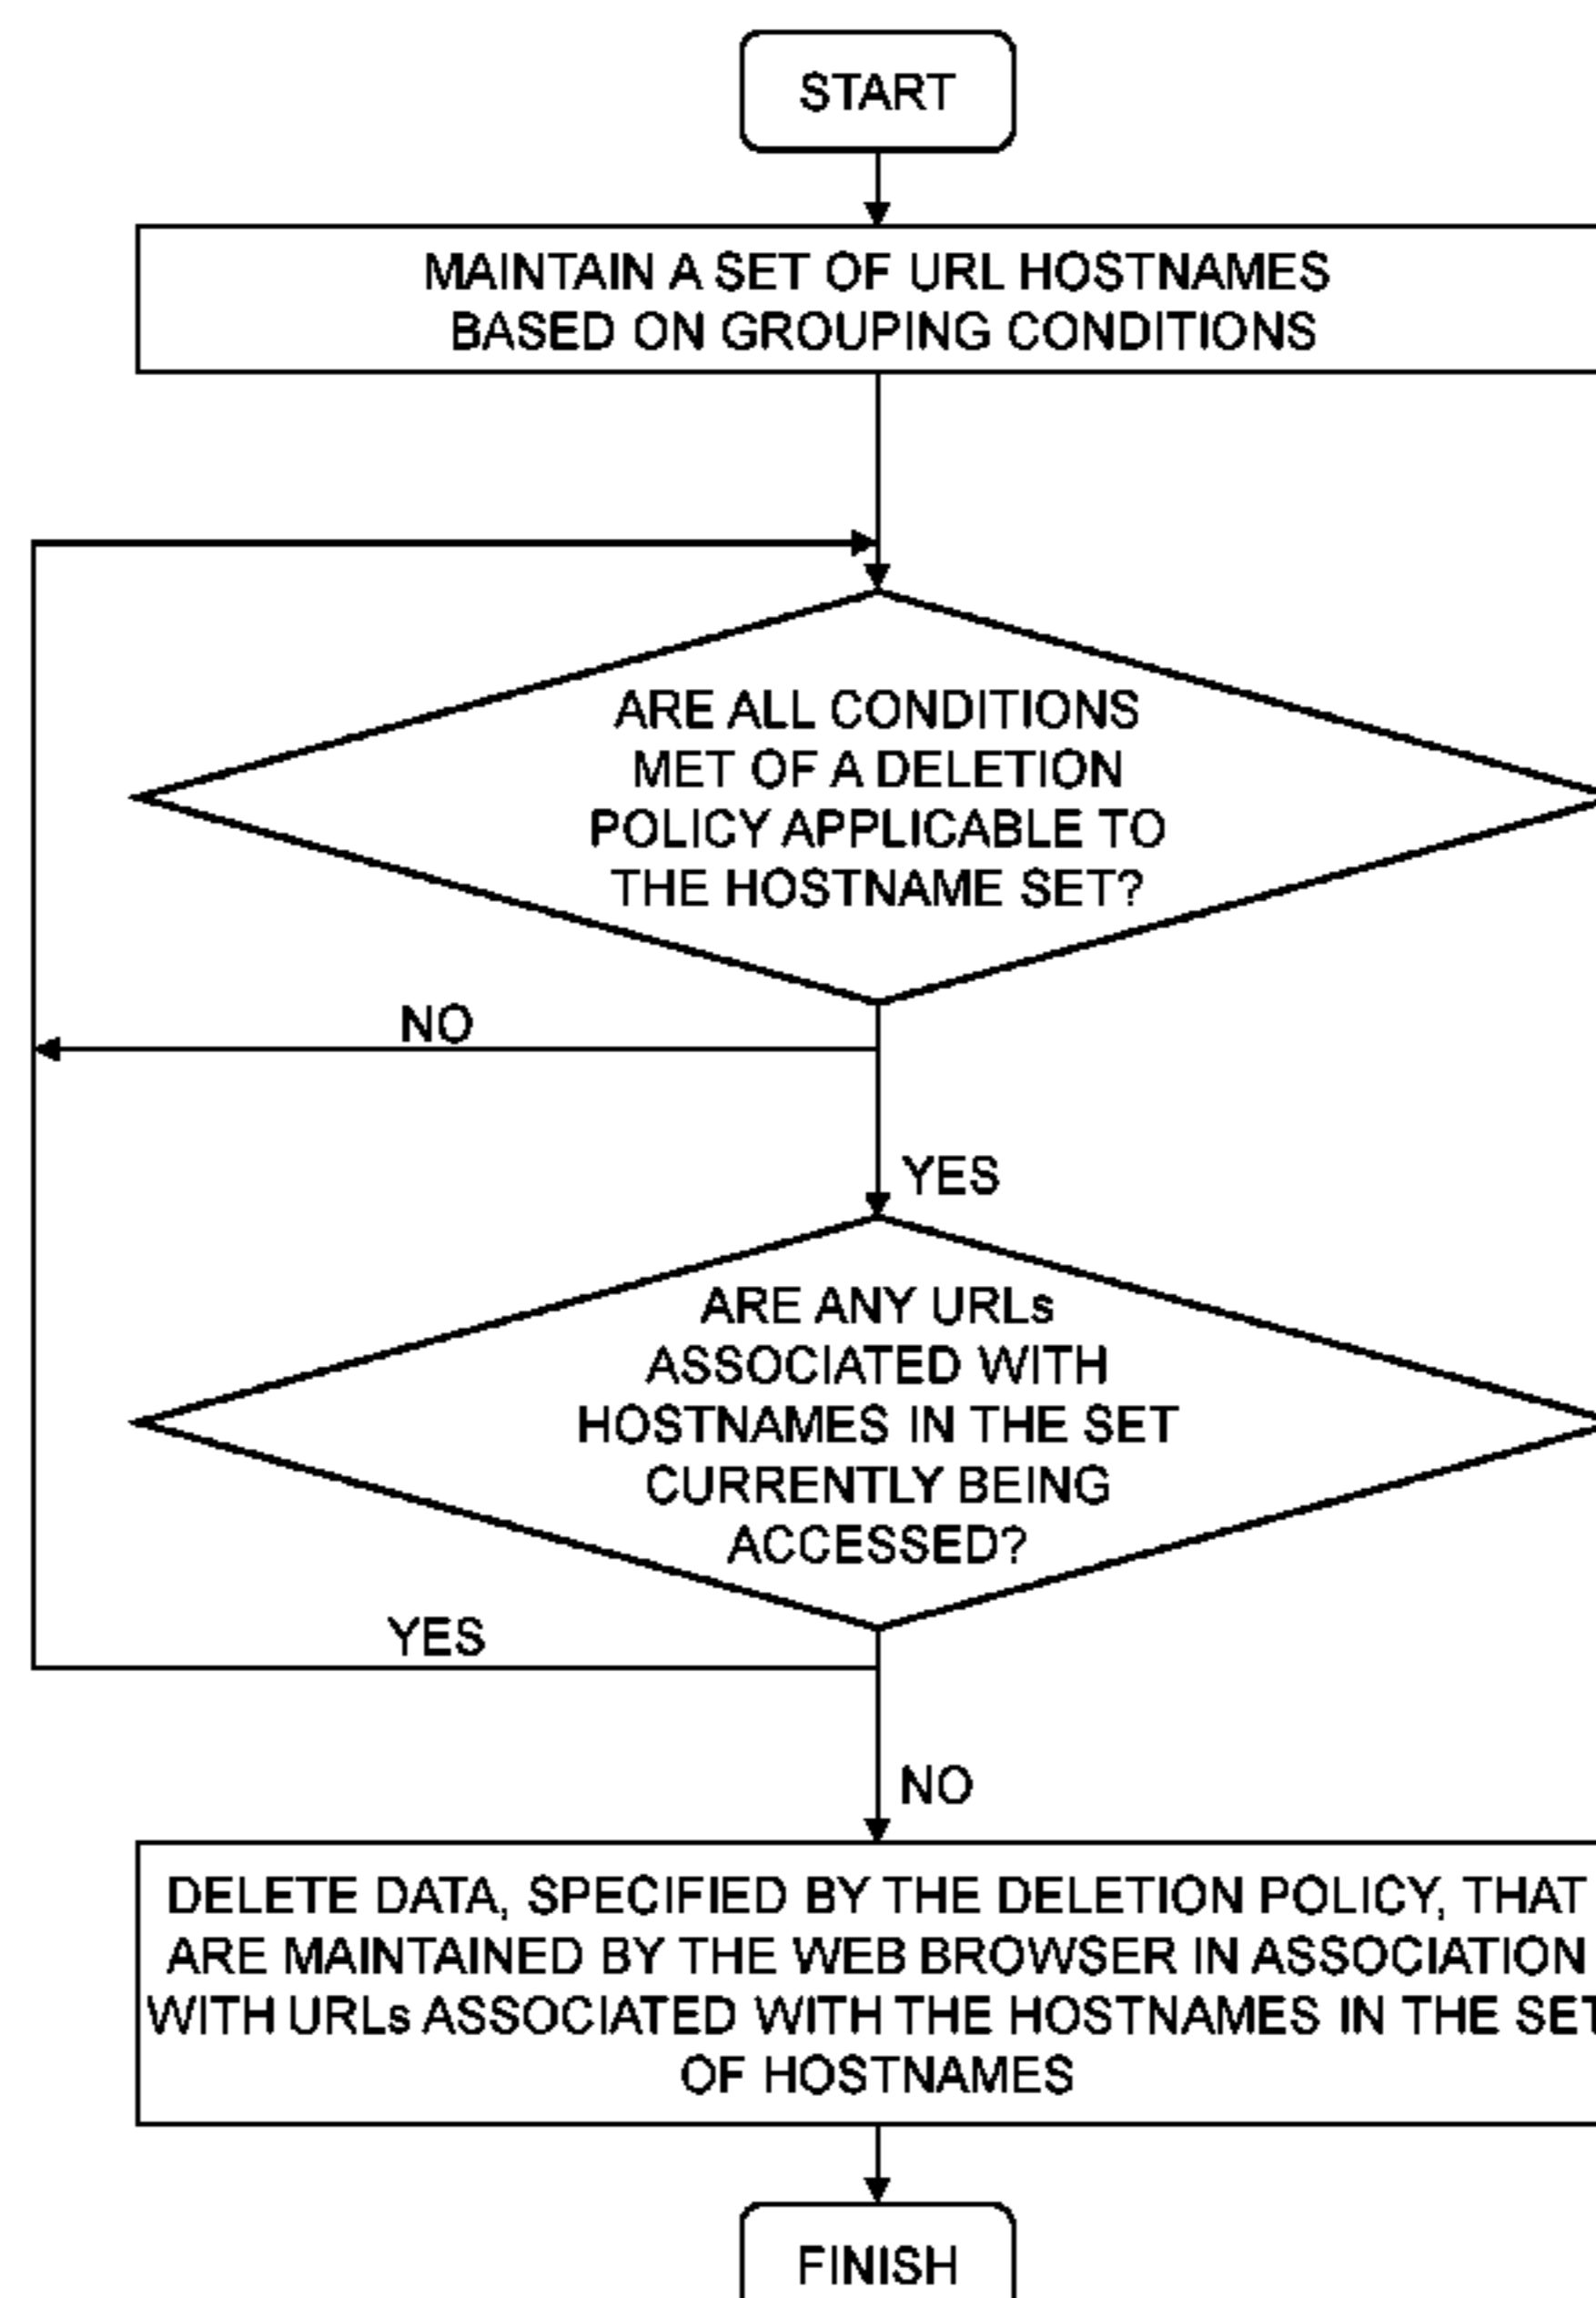 START
MAINTAIN A SET OF URL HOSTNAMES
BASED ON GROUPING CONDITIONS
ARE ALL CONDITIONS
MET OF A DELETION
POLICY APPLICABLE TO
THE HOSTNAME SET?
NO
YES
ARE ANY URLs
ASSOCIATED WITH
HOSTNAMES IN THE SET
CURRENTLY BEING
ACCESSED?
YES
NO
DELETE DATA, SPECIFIED BY THE DELETION POLICY, THAT
ARE MAINTAINED BY THE WEB BROWSER IN ASSOCIATION
WITH URLs ASSOCIATED WITH THE HOSTNAMES IN THE SET
OF HOSTNAMES
FINISH